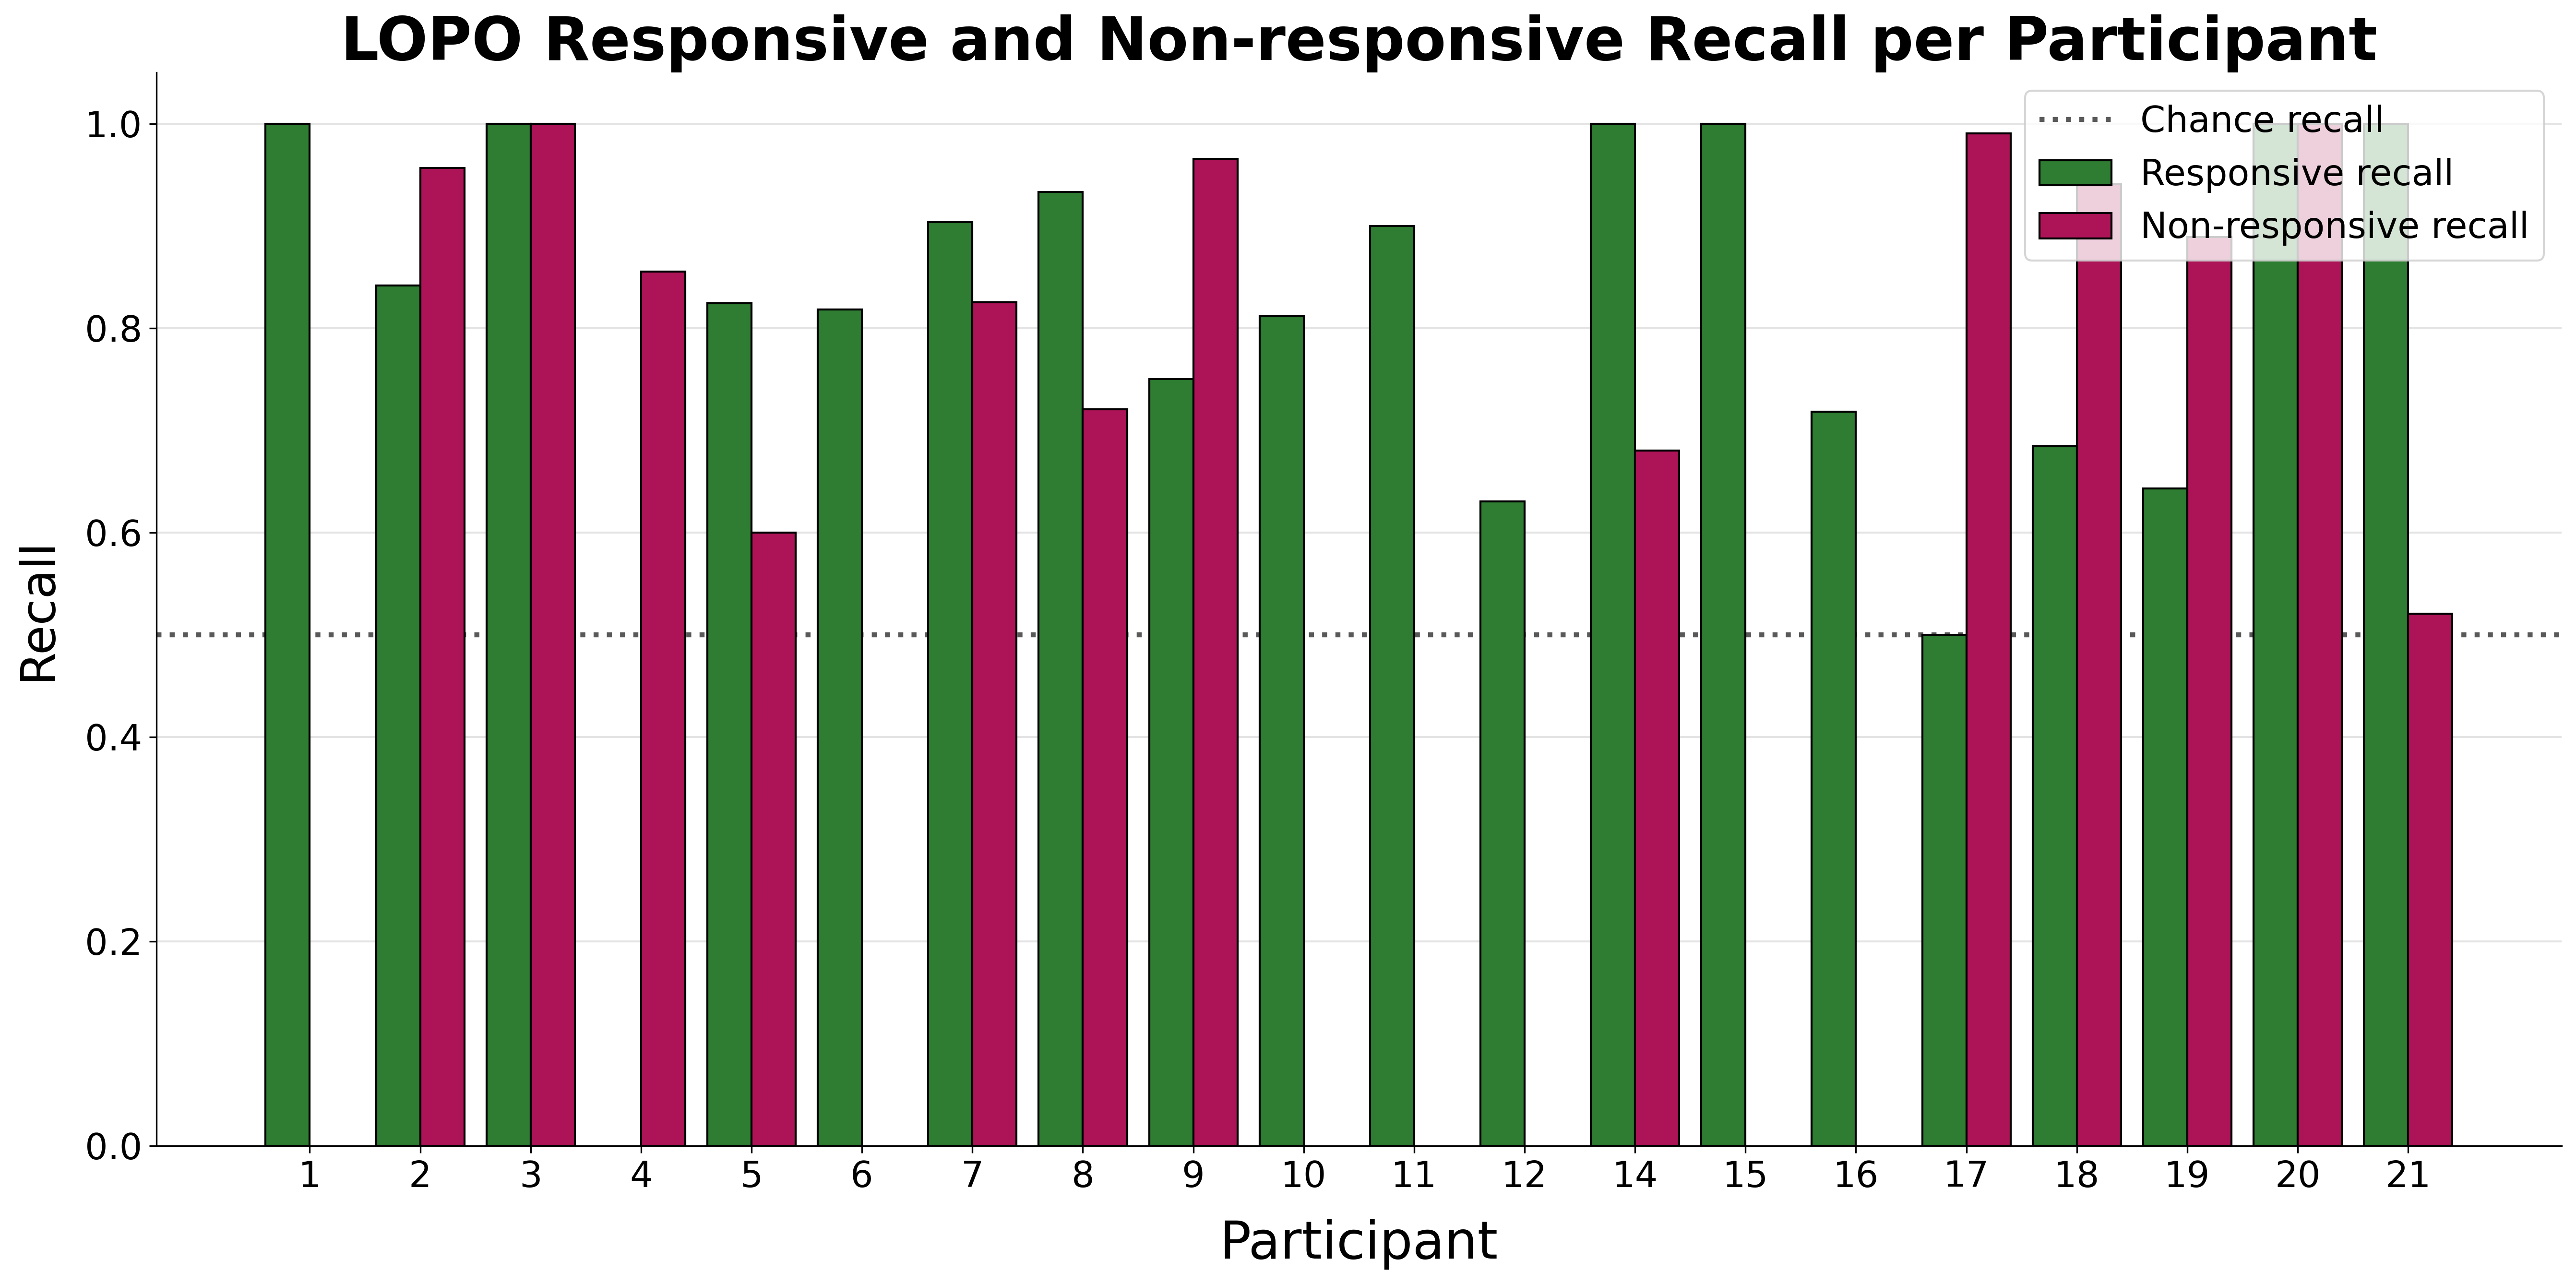 LOPO Responsive and Non-responsive Recall per Participant
Chance recall
Responsive recall
Non-responsive recall
Recall
1.0
0.8
0.6
0.4
0.2
0.0
1 2 3 4 5 6 7 8 9 10 11 12 14 15 16 17 18 19 20 21
Participant